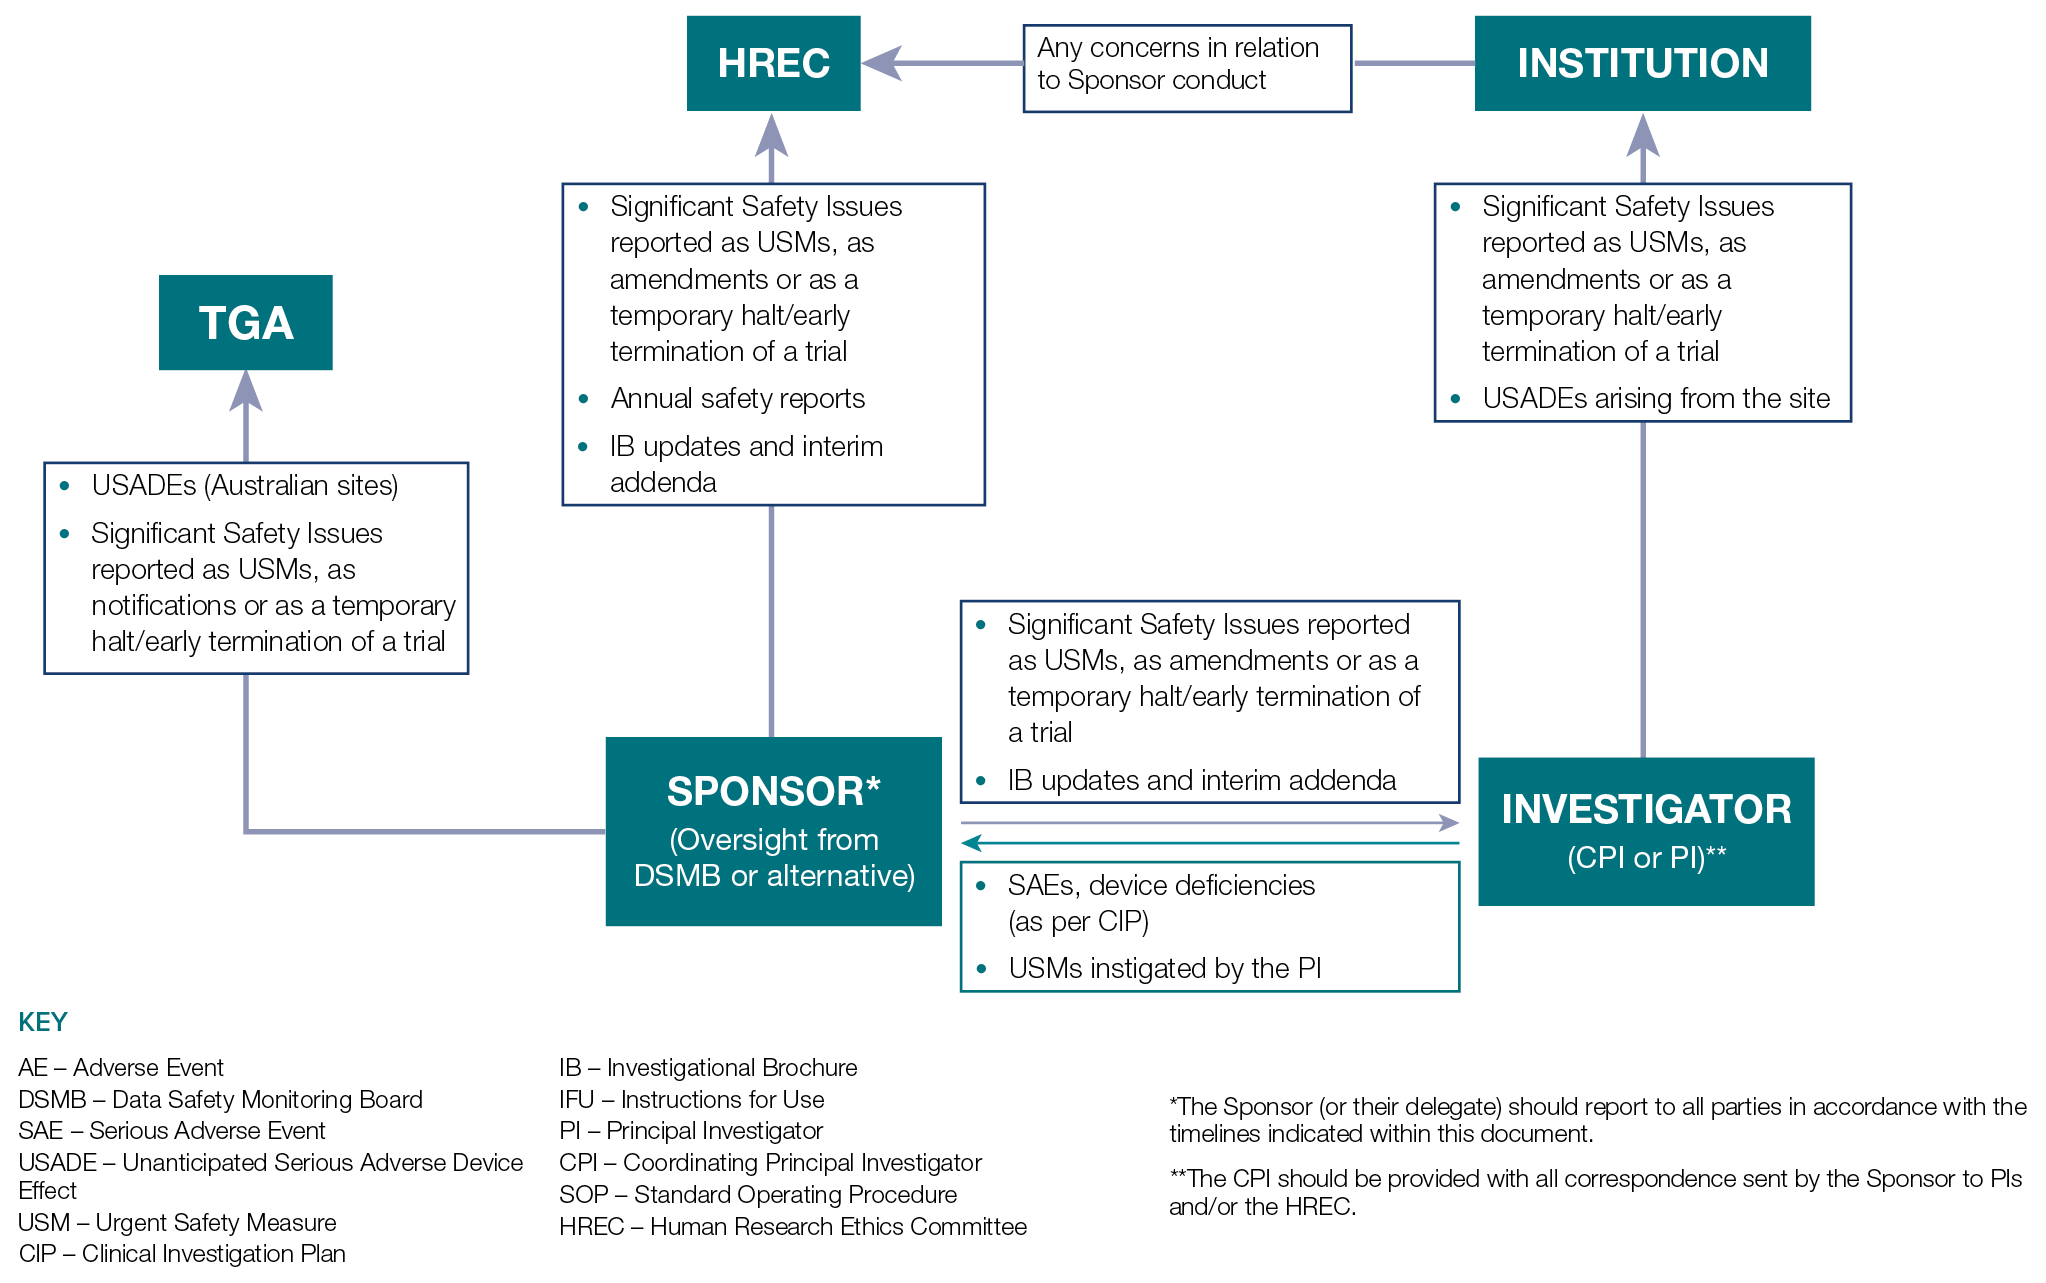 HREC
Any concerns in relation
to Sponsor conduct
INSTITUTION
• Significant Safety Issues
reported as USMs, as
amendments or as a
temporary halt/early
termination of a trial
• Annual safety reports
• IB updates and interim
addenda
• Significant Safety Issues
reported as USMs, as
amendments or as a
temporary halt/early
termination of a trial
• USADEs arising from the site
TGA
• USADEs (Australian sites)
• Significant Safety Issues
reported as USMs, as
notifications or as a temporary
halt/early termination of a trial
• Significant Safety Issues reported
as USMs, as amendments or as a
temporary halt/early termination of
a trial
• IB updates and interim addenda
SPONSOR*
(Oversight from
DSMB or alternative)
INVESTIGATOR
(CPI or PI)**
• SAEs, device deficiencies
(as per CIP)
• USMs instigated by the PI
KEY
AE – Adverse Event
DSMB – Data Safety Monitoring Board
SAE – Serious Adverse Event
USADE – Unanticipated Serious Adverse Device
Effect
USM – Urgent Safety Measure
CIP – Clinical Investigation Plan
IB – Investigational Brochure
IFU – Instructions for Use
PI – Principal Investigator
CPI – Coordinating Principal Investigator
SOP – Standard Operating Procedure
HREC – Human Research Ethics Committee
*The Sponsor (or their delegate) should report to all parties in accordance with the
timelines indicated within this document.
**The CPI should be provided with all correspondence sent by the Sponsor to PIs
and/or the HREC.